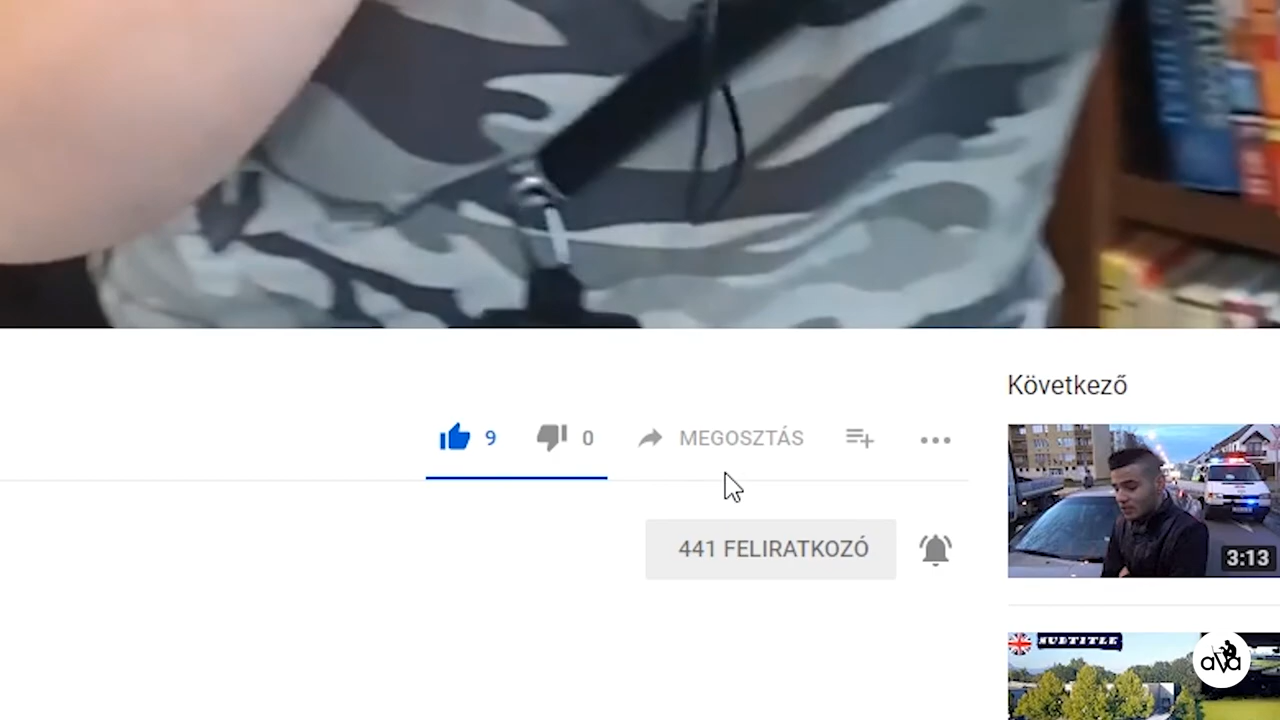 Következő
9
0
MEGOSZTÁS
441 FELIRATKOZÓ
3:13
SUBTITLE
ava